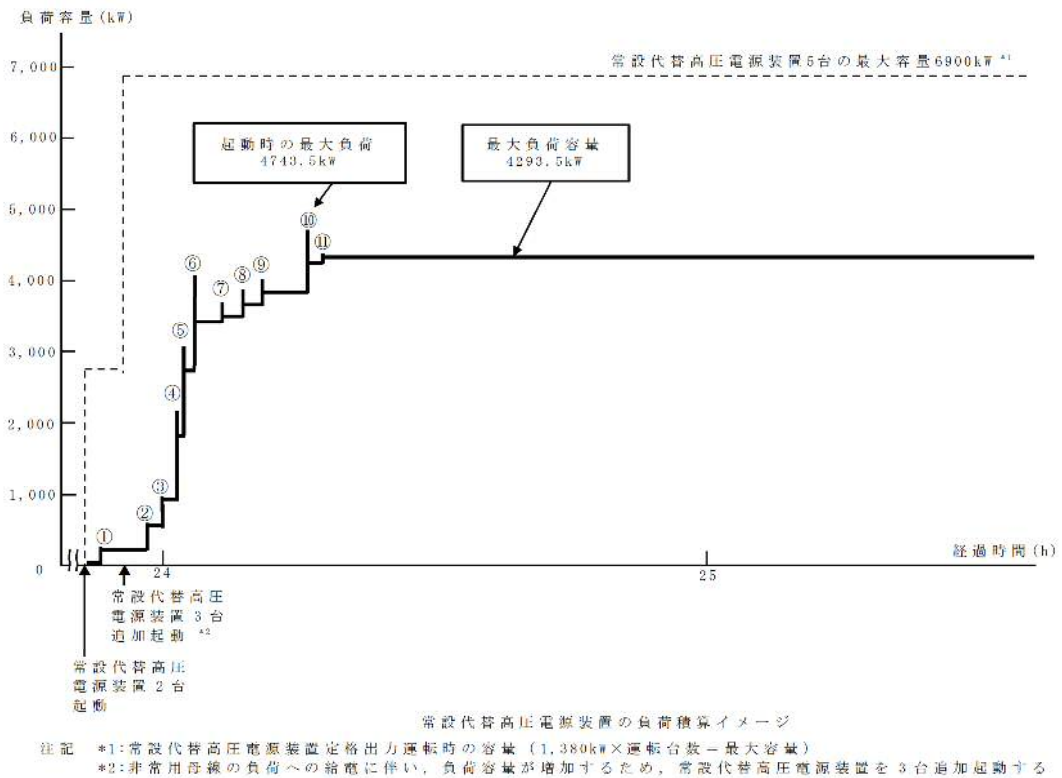 負荷容量(kW)
7,000
常設代替高圧電源装置5台の最大容量6900kW *1
6,000
起動時の最大負荷
4743.5kW
最大負荷容量
4293.5kW
5,000
⑩
⑪
⑥
⑨
⑧
⑦
4,000
⑤
3,000
④
2,000
③
1,000
②
①
経過時間(h)
0
24
25
常設代替高圧
電源装置3台
追加起動 *2
常設代替高圧
電源装置2台
起動
常設代替高圧電源装置の負荷積算イメージ
注記 *1:常設代替高圧電源装置定格出力運転時の容量(1,380kW×運転台数=最大容量)
*2:非常用母線の負荷への給電に伴い,負荷容量が増加するため,常設代替高圧電源装置を3台追加起動する